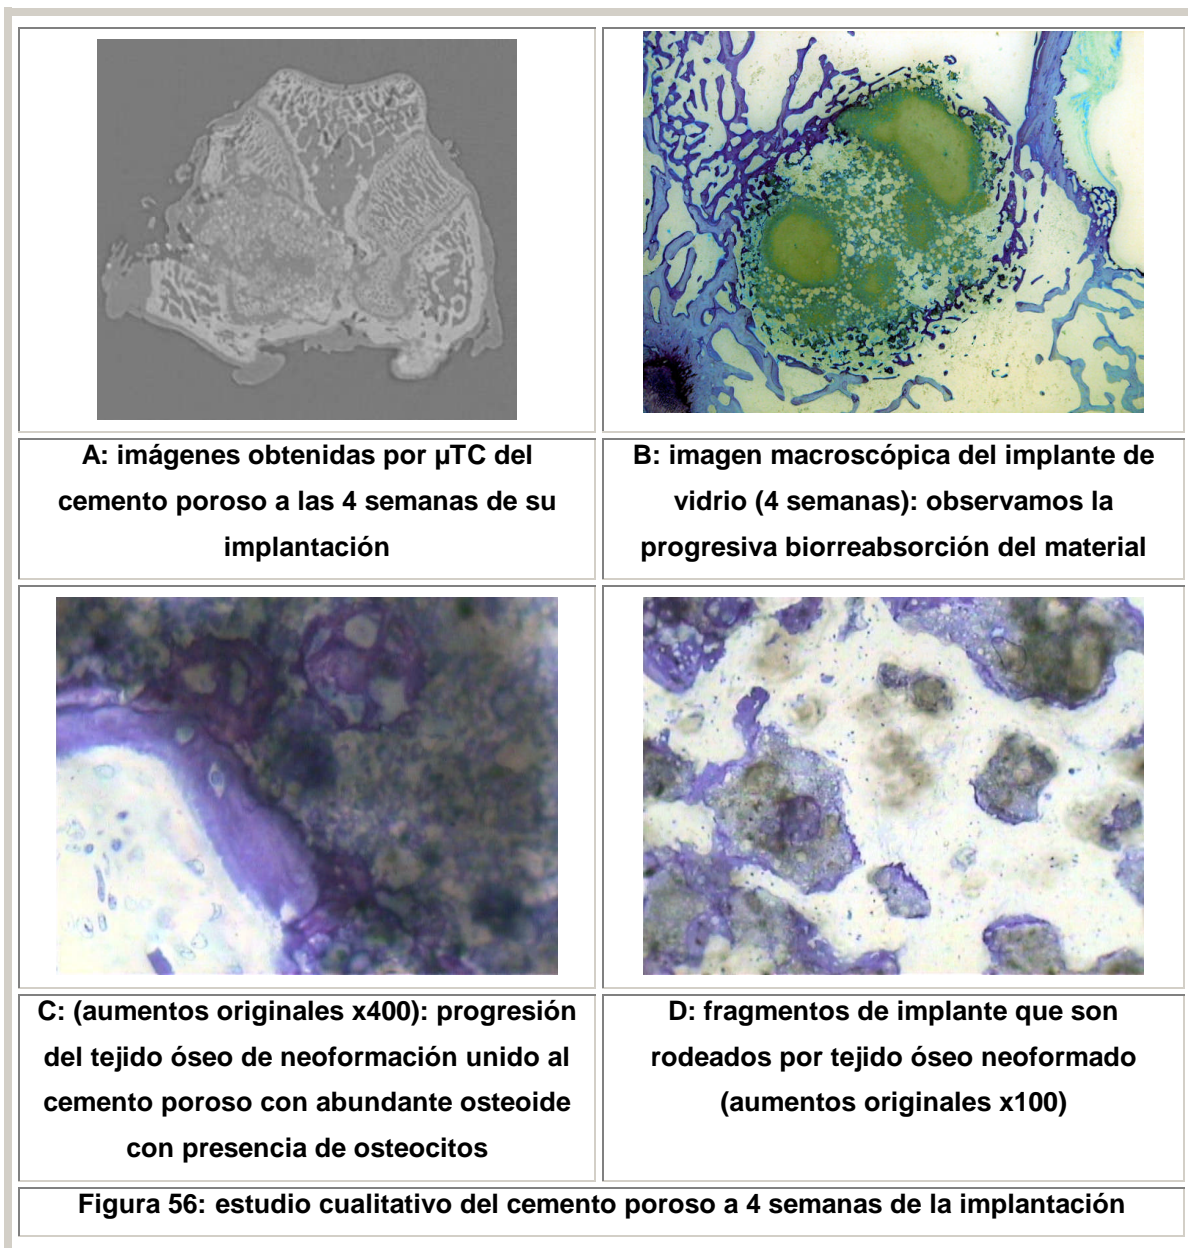 A: imágenes obtenidas por µTC del
cemento poroso a las 4 semanas de su
implantación
B: imagen macroscópica del implante de
vidrio (4 semanas): observamos la
progresiva biorreabsorción del material
C: (aumentos originales x400): progresión
del tejido óseo de neoformación unido al
cemento poroso con abundante osteoide
con presencia de osteocitos
D: fragmentos de implante que son
rodeados por tejido óseo neoformado
(aumentos originales x100)
Figura 56: estudio cualitativo del cemento poroso a 4 semanas de la implantación